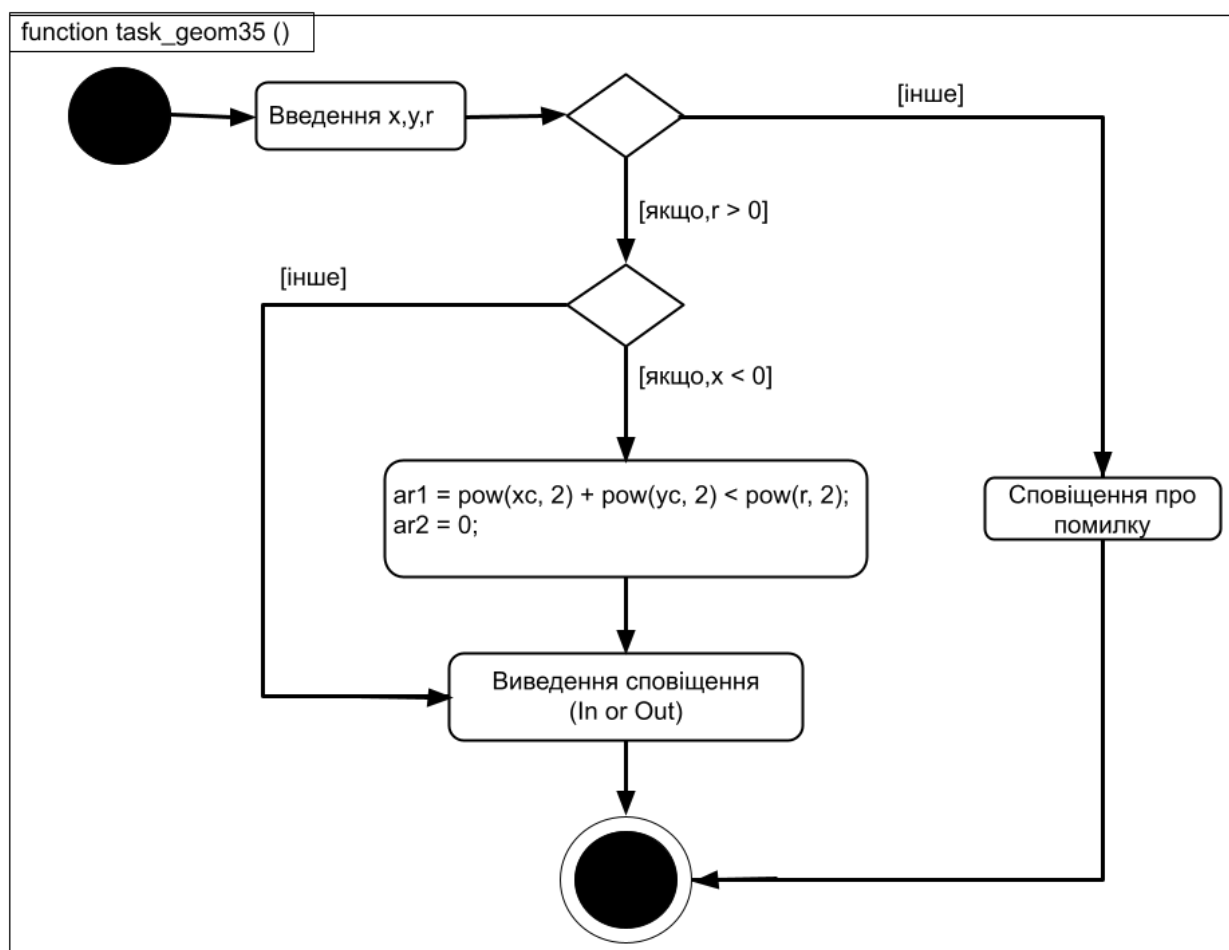 function task_geom35 ()
Введення x,y,r
[інше]
[якщо,r > 0]
[інше]
[якщо,x < 0]
ar1 = pow(xc, 2) + pow(yc, 2) < pow(r, 2);
ar2 = 0;
Сповіщення про
помилку
Виведення сповіщення
(In or Out)